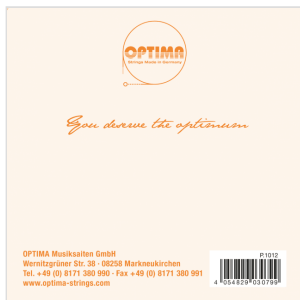 OPTIMA
Strings Made in Germany
You deserve the optimum
OPTIMA Musiksaiten GmbH
Wernitzgrüner Str. 38 · 08258 Markneukirchen
Tel. +49 (0) 8171 380 990 · Fax +49 (0) 8171 380 991
www.optima-strings.com
P.1012
4 054829 030799